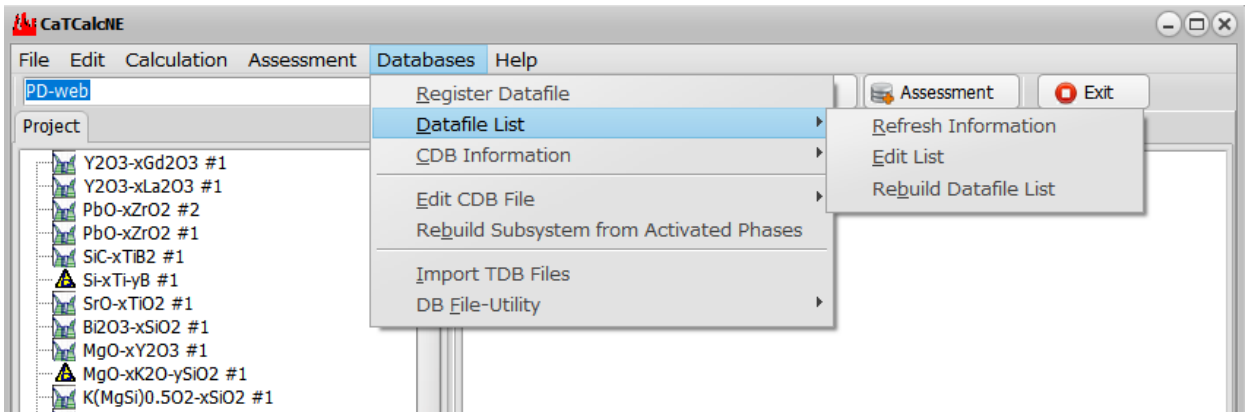 CaTCalcNE
File Edit Calculation Assessment Databases Help
PD-web
Assessment
Exit
Project
Y2O3-xGd2O3 #1
Y2O3-xLa2O3 #1
PbO-xZrO2 #2
PbO-xZrO2 #1
SiC-xTiB2 #1
Si-xTi-yB #1
SrO-xTiO2 #1
Bi2O3-xSiO2 #1
MgO-xY2O3 #1
MgO-xK2O-ySiO2 #1
K(MgSi)0.5O2-xSiO2 #1
Register Datafile
Datafile List
CDB Information
Edit CDB File
Rebuild Subsystem from Activated Phases
Import TDB Files
DB File-Utility
Refresh Information
Edit List
Rebuild Datafile List